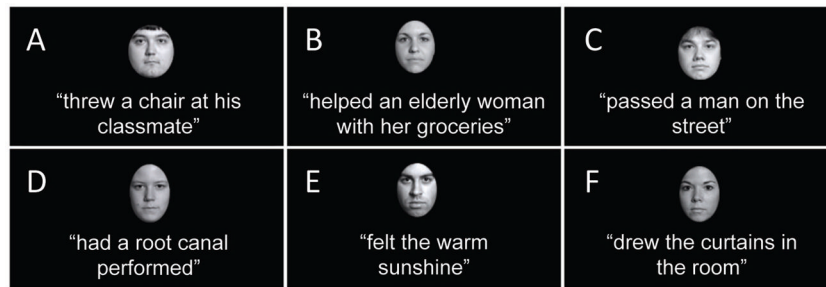 A
“threw a chair at his
classmate”
B
“helped an elderly woman
with her groceries”
C
“passed a man on the
street”
D
“had a root canal
performed”
E
“felt the warm
sunshine”
F
“drew the curtains in
the room”